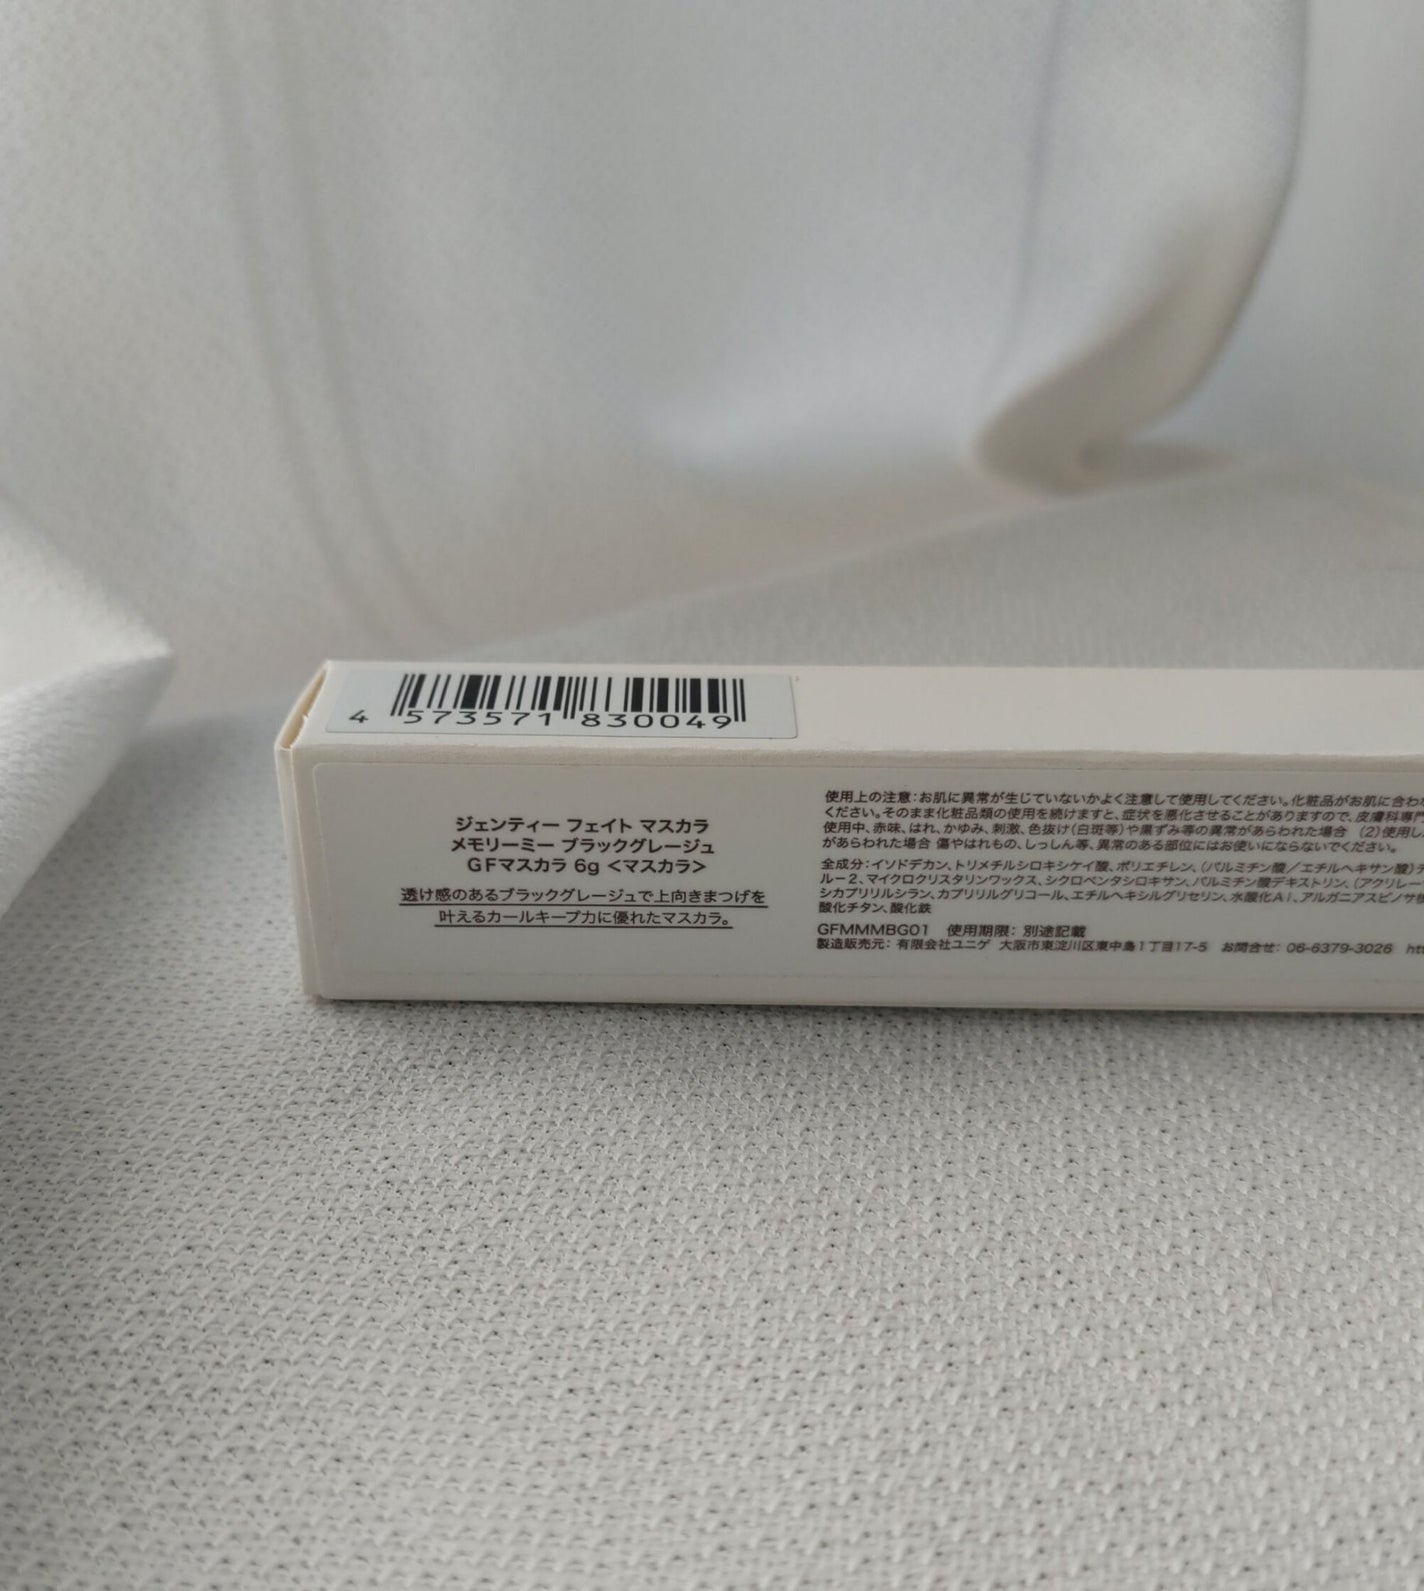 4 573571 830049
ジェンティー フェイト マスカラ
メモリーミー ブラックグレージュ
GFマスカラ 6g <マスカラ>
透け感のあるブラックグレージュで上向きまつげを
叶えるカールキープ力に優れたマスカラ。
使用上の注意:お肌に異常が生じていないかよく注意して使用してください。化粧品がお肌に合わ
ください。そのまま化粧品類の使用を続けますと、症状を悪化させることがありますので、皮膚科専門
使用中、赤味、はれ、かゆみ、刺激、色抜け(白斑等)や黒ずみ等の異常があらわれた場合 (2)使用し
があらわれた場合 傷やはれもの、しっしん等、異常のある部位にはお使いにならないでください。
全成分:イソドデカン、トリメチルシロキシケイ酸、ポリエチレン、(パルミチン酸/エチルヘキサン酸)デ
ルー2、マイクロクリスタリンワックス、シクロペンタシロキサン、パルミチン酸デキストリン、(アクリレー
シカプリリルシラン、カプリリルグリコール、エチルヘキシルグリセリン、水酸化Al、アルガニアスピノサ核
酸化チタン、酸化鉄
GFMMMBG01 使用期限: 別途記載
製造販売元: 有限会社ユニゲ 大阪市東淀川区東中島1丁目17-5 お問合せ: 06-6379-3026